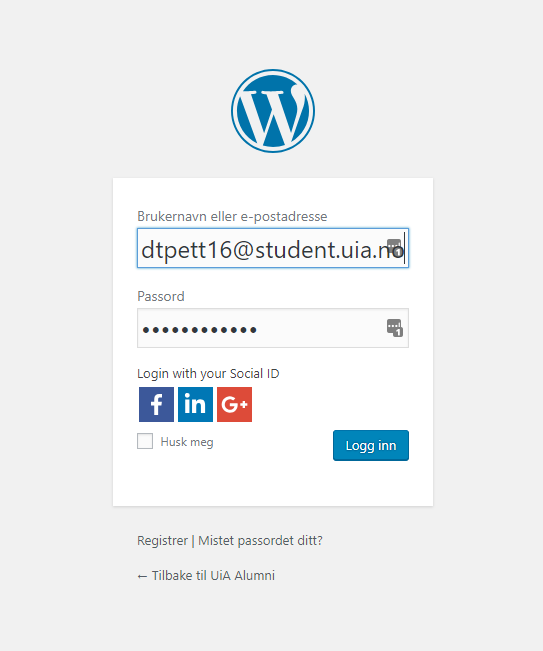 Brukernavn eller e-postadresse
dtpett16@student.uia.no
Passord
••••••••••••
Login with your Social ID
f in G+
Husk meg
Logg inn
Registrer | Mistet passordet ditt?
← Tilbake til UiA Alumni